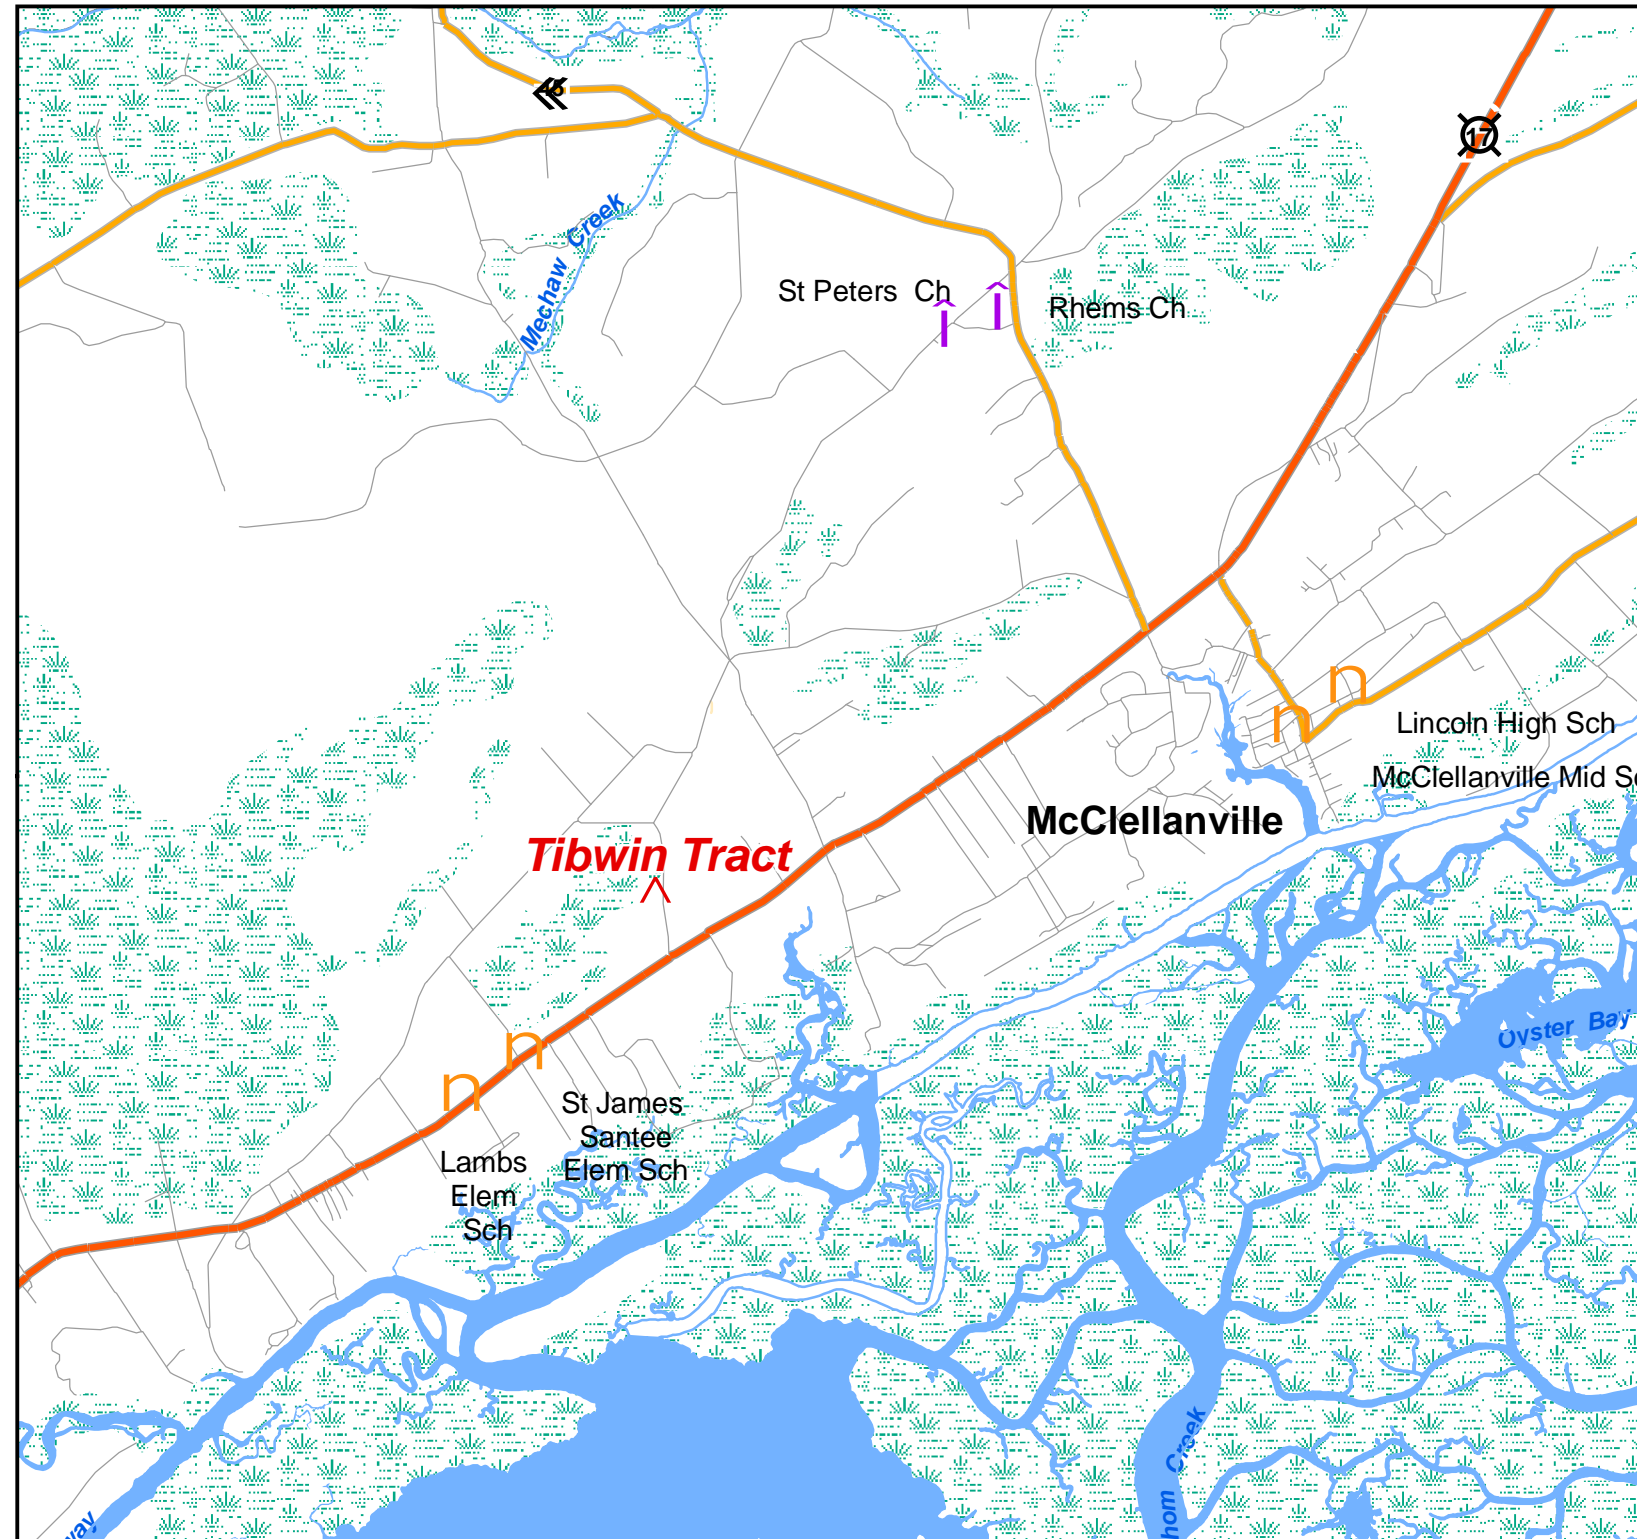 17
Mechaw Creek
St Peters Ch
Rhems Ch
Lincoln High Sch
McClellanville Mid
McClellanville
Tibwin Tract
Oyster Bay
St James
Santee
Elem Sch
Lambs
Elem
Sch
Creek